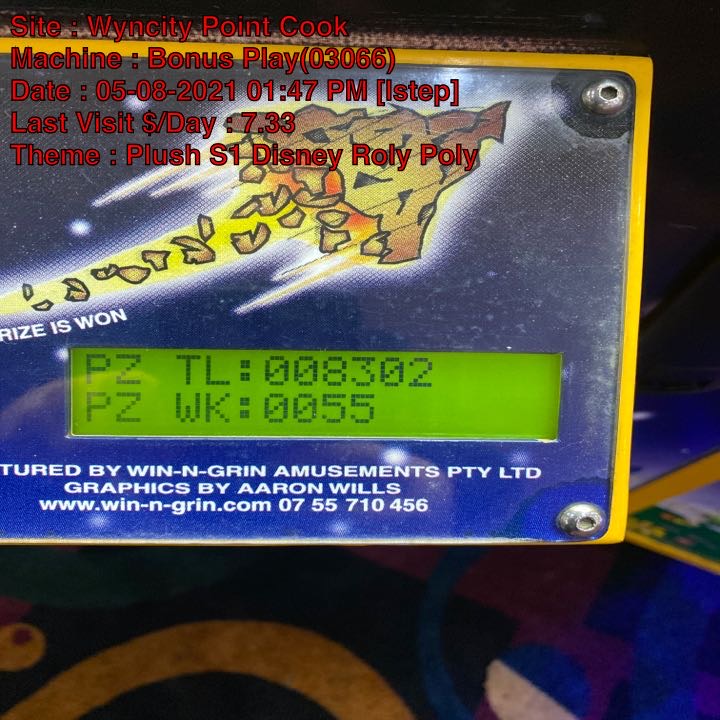 Site : Wyncity Point Cook
Machine : Bonus Play(03066)
Date : 05-08-2021 01:47 PM [lstep]
Last Visit $/Day : 7.33
Theme : Plush S1 Disney Roly Poly
RIZE IS WON
PZ TL:008302
PZ WK:0055
TURED BY WIN-N-GRIN AMUSEMENTS PTY LTD
GRAPHICS BY AARON WILLS
www.win-n-grin.com 07 55 710 456